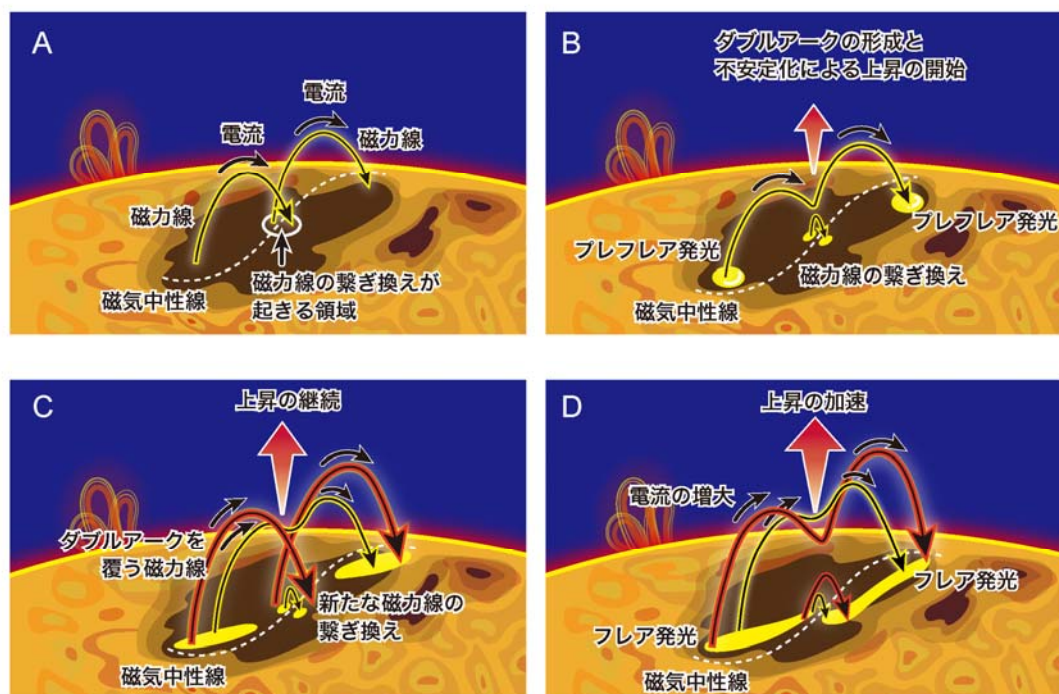 A
電流
電流
磁力線
磁力線
磁気中性線
磁力線の繋ぎ換えが
起きる領域
B
ダブルアークの形成と
不安定化による上昇の開始
プレフレア発光
プレフレア発光
磁力線の繋ぎ換え
磁気中性線
C
上昇の継続
ダブルアークを
覆う磁力線
新たな磁力線の
繋ぎ換え
磁気中性線
D
上昇の加速
電流の増大
フレア発光
フレア発光
磁気中性線